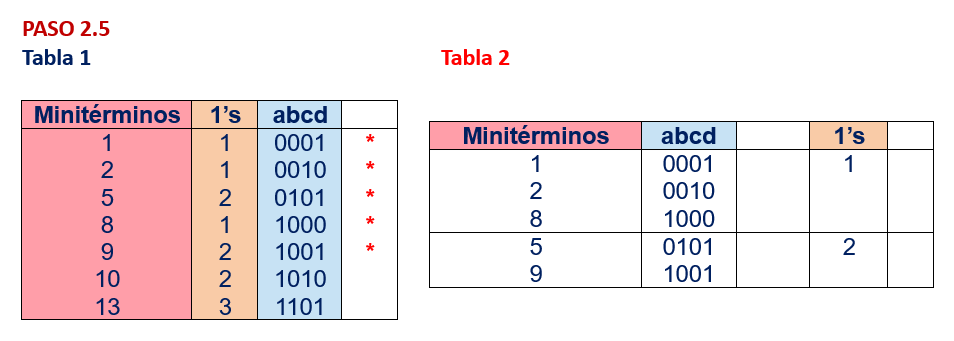 PASO 2.5
Tabla 1
Minitérminos 1's abcd
1 1 0001 *
2 1 0010 *
5 2 0101 *
8 1 1000 *
9 2 1001 *
10 2 1010
13 3 1101
Tabla 2
Minitérminos abcd 1's
1 0001 1
2 0010
8 1000
5 0101 2
9 1001